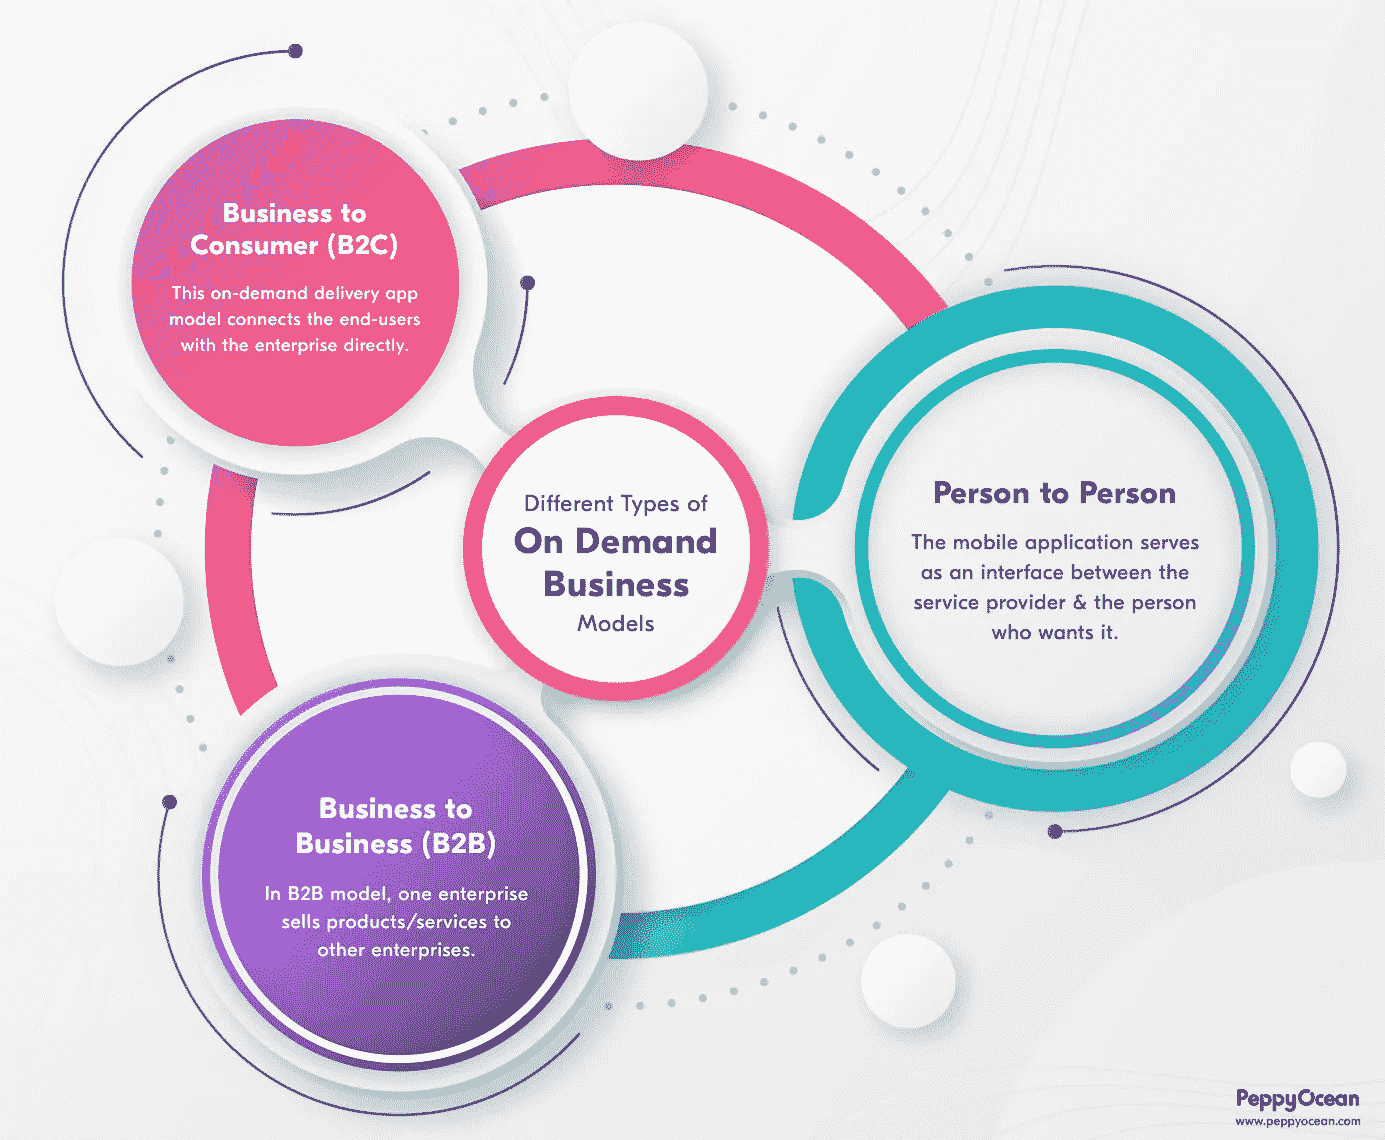 Business to
Consumer (B2C)
This on-demand delivery app
model connects the end-users
with the enterprise directly.
Different Types of
On Demand
Business
Models
Person to Person
The mobile application serves
as an interface between the
service provider & the person
who wants it.
Business to
Business (B2B)
In B2B model, one enterprise
sells products/services to
other enterprises.
PeppyOcean
www.peppyocean.com